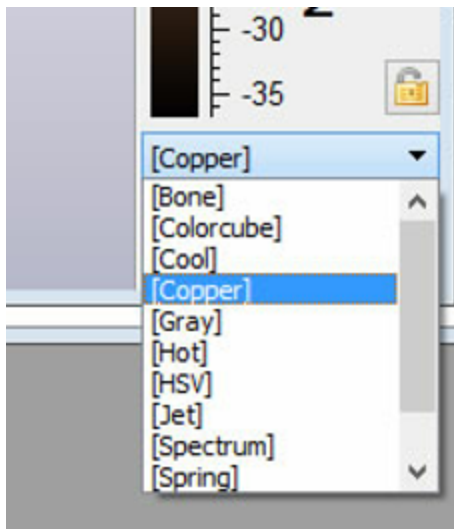 -30
-35
[Copper]
[Bone]
[Colorcube]
[Cool]
[Copper]
[Gray]
[Hot]
[HSV]
[Jet]
[Spectrum]
[Spring]